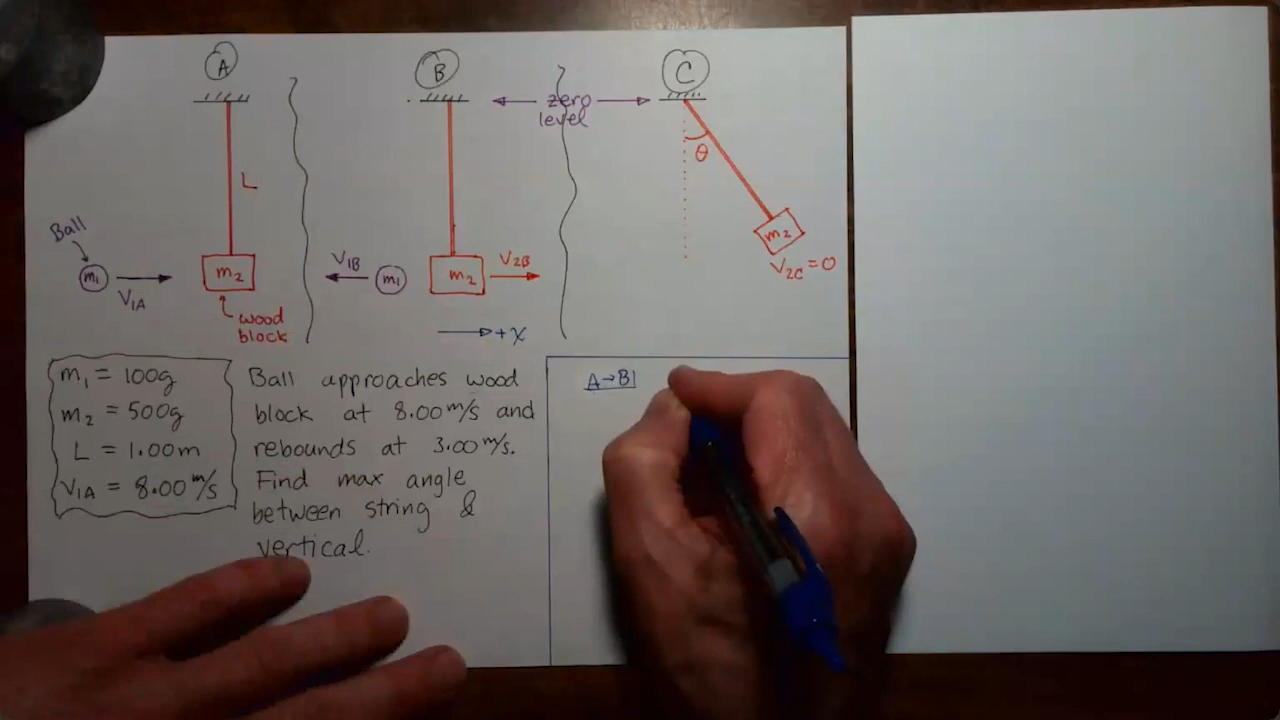 A
B
C
zero
level
L
θ
Ball
m₁
V₁A
m₂
wood
block
V₁B
m₁
m₂
V₂B
+x
m₂
V₂C = 0
m₁ = 100g
m₂ = 500g
L = 1.00m
V₁A = 8.00 m/s
Ball approaches wood
block at 8.00 m/s and
rebounds at 3.00 m/s.
Find max angle
between string &
vertical.
A→B|